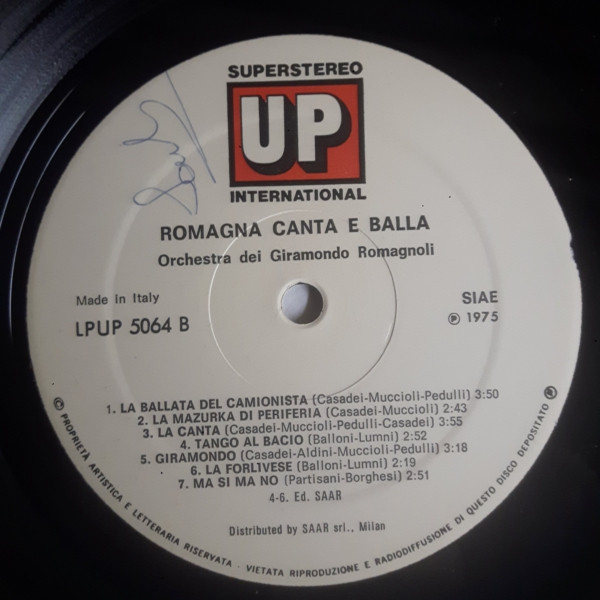 SUPERSTEREO
UP
INTERNATIONAL
ROMAGNA CANTA E BALLA
Orchestra dei Giramondo Romagnoli
Made in Italy
LPUP 5064 B
SIAE
℗ 1975
1. LA BALLATA DEL CAMIONISTA (Casadei-Muccioli-Pedulli) 3:50
2. LA MAZURKA DI PERIFERIA (Casadei-Muccioli) 2:43
3. LA CANTA (Casadei-Muccioli-Pedulli-Casadei) 3:55
4. TANGO AL BACIO (Balloni-Lumni) 2:52
5. GIRAMONDO (Casadei-Aldini-Muccioli-Pedulli) 3:18
6. LA FORLIVESE (Balloni-Lumni) 2:19
7. MA SI MA NO (Partisani-Borghesi) 2:51
4-6. Ed. SAAR
Distributed by SAAR srl., Milan
© PROPRIETÀ ARTISTICA E LETTERARIA RISERVATA - VIETATA RIPRODUZIONE E RADIODIFFUSIONE DI QUESTO DISCO DEPOSITATO ℗